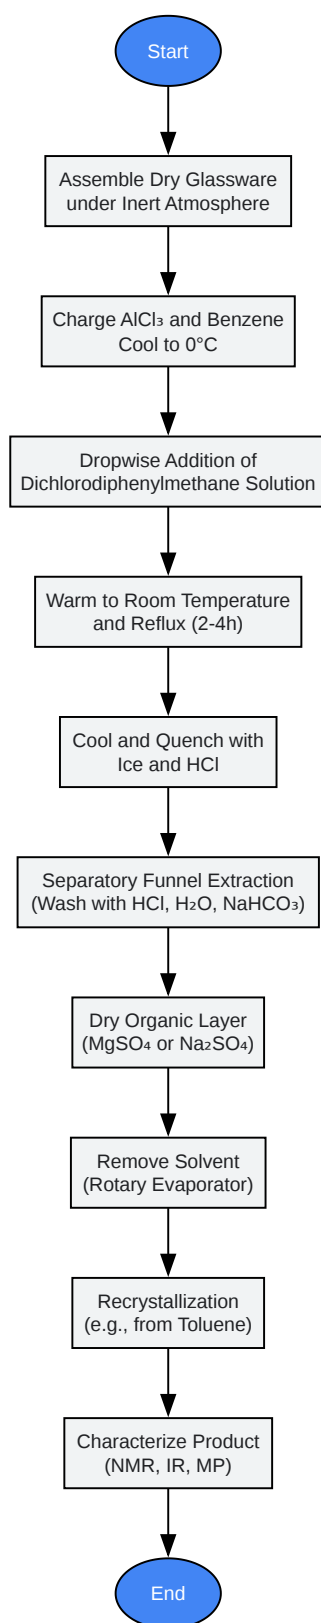 Start
Assemble Dry Glassware
under Inert Atmosphere
Charge AlCl₃ and Benzene
Cool to 0°C
Dropwise Addition of
Dichlorodiphenylmethane Solution
Warm to Room Temperature
and Reflux (2-4h)
Cool and Quench with
Ice and HCl
Separatory Funnel Extraction
(Wash with HCl, H₂O, NaHCO₃)
Dry Organic Layer
(MgSO₄ or Na₂SO₄)
Remove Solvent
(Rotary Evaporator)
Recrystallization
(e.g., from Toluene)
Characterize Product
(NMR, IR, MP)
End